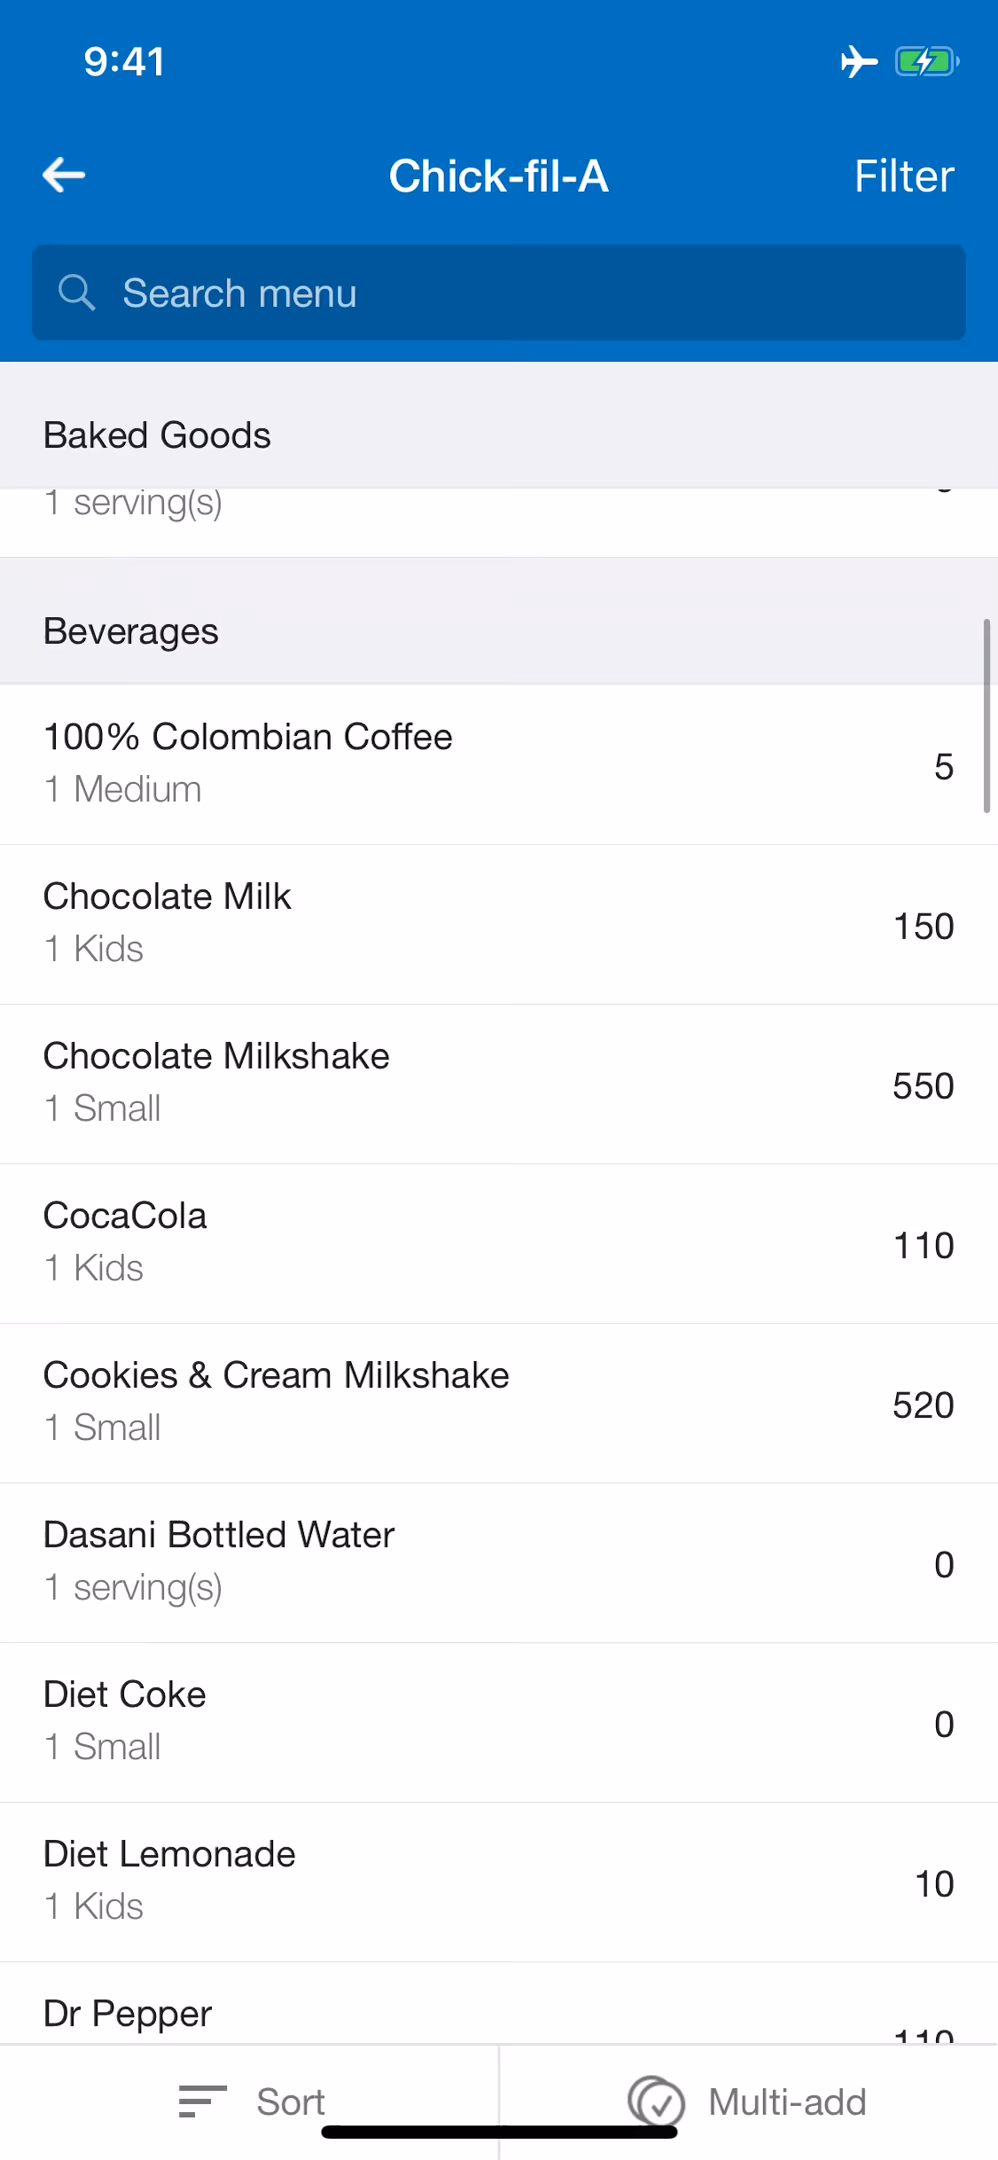 9:41
Chick-fil-A
Filter
Search menu
Baked Goods
1 serving(s)
Beverages
100% Colombian Coffee
1 Medium
5
Chocolate Milk
1 Kids
150
Chocolate Milkshake
1 Small
550
CocaCola
1 Kids
110
Cookies & Cream Milkshake
1 Small
520
Dasani Bottled Water
1 serving(s)
0
Diet Coke
1 Small
0
Diet Lemonade
1 Kids
10
Dr Pepper
110
Sort
Multi-add